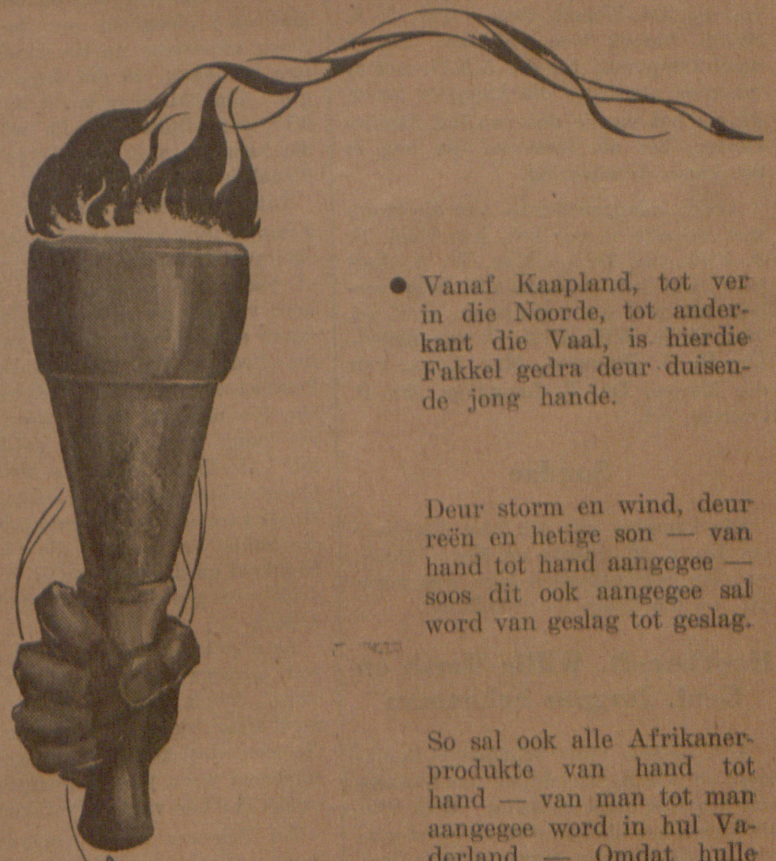 ● Vanaf Kaapland, tot ver
in die Noorde, tot ander-
kant die Vaal, is hierdie
Fakkel gedra deur duisen-
de jong hande.
Deur storm en wind, deur
reën en hetige son — van
hand tot hand aangegee —
soos dit ook aangegee sal
word van geslag tot geslag.
So sal ook alle Afrikaner-
produkte van hand tot
hand — van man tot man
aangegee word in hul Va-
derland — Omdat hulle